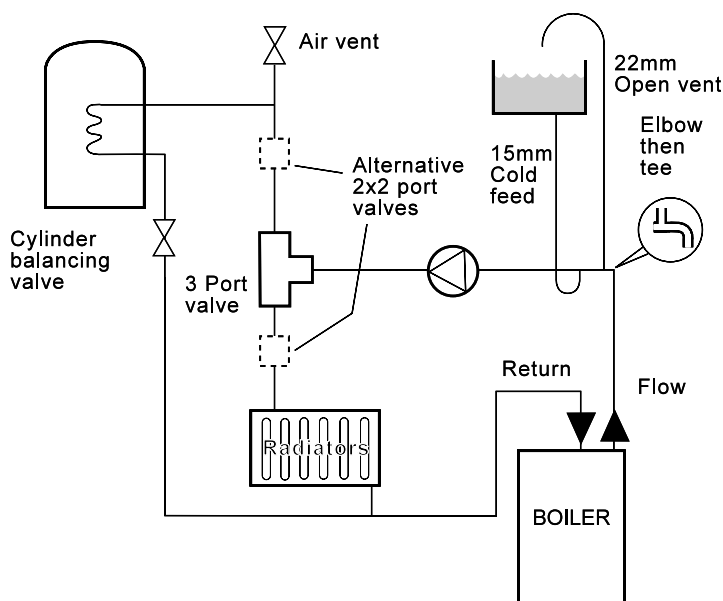 Air vent
22mm
Open vent
Elbow
then
tee
15mm
Cold
feed
Alternative
2x2 port
valves
Cylinder
balancing
valve
3 Port
valve
Return
Flow
Radiators
BOILER